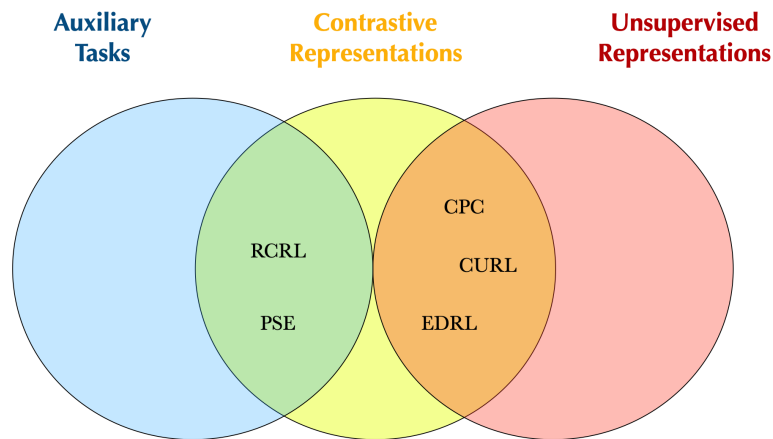 Auxiliary
Tasks
Contrastive
Representations
Unsupervised
Representations
RCRL
PSE
CPC
CURL
EDRL